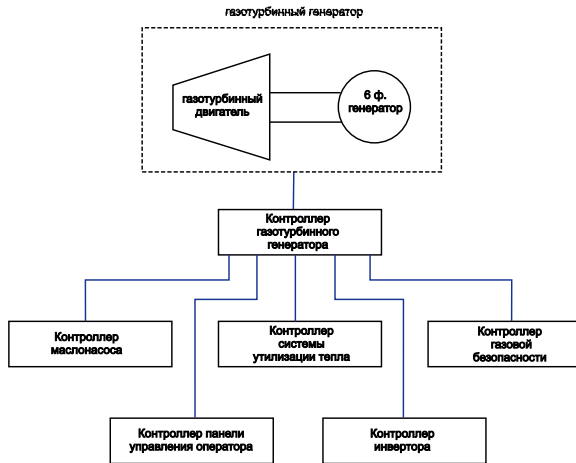 газотурбинный генератор
газотурбинный
двигатель
6 ф.
генератор
Контроллер
газотурбинного
генератора
Контроллер
маслонасоса
Контроллер
системы
утилизации тепла
Контроллер
газовой
безопасности
Контроллер панели
управления оператора
Контроллер
инвертора